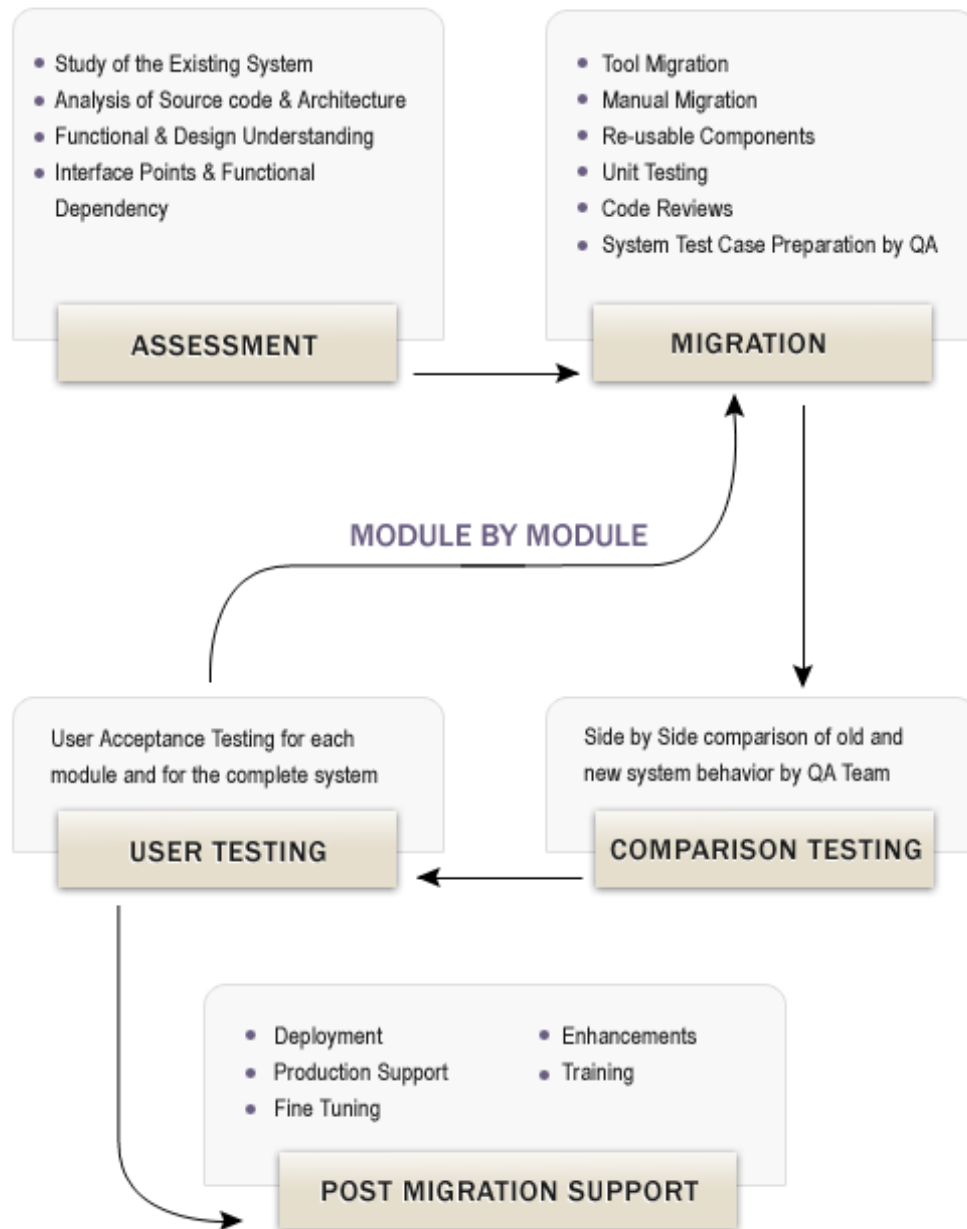 Study of the Existing System
Analysis of Source code & Architecture
Functional & Design Understanding
Interface Points & Functional
Dependency
ASSESSMENT
Tool Migration
Manual Migration
Re-usable Components
Unit Testing
Code Reviews
System Test Case Preparation by QA
MIGRATION
MODULE BY MODULE
User Acceptance Testing for each
module and for the complete system
USER TESTING
Side by Side comparison of old and
new system behavior by QA Team
COMPARISON TESTING
Deployment
Production Support
Fine Tuning
Enhancements
Training
POST MIGRATION SUPPORT